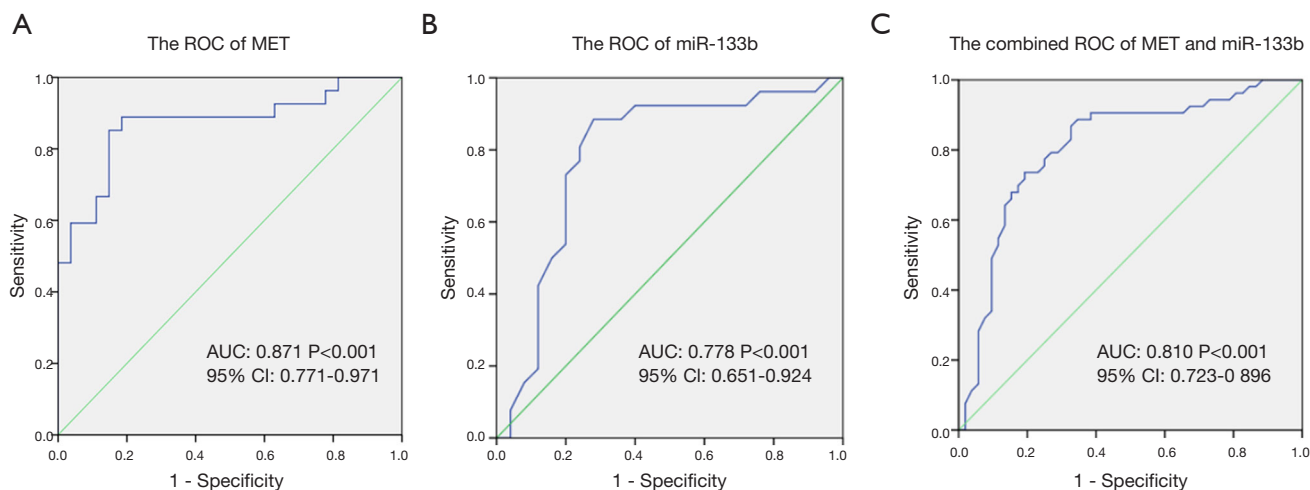 A
The ROC of MET
1.0
0.8
0.6
0.4
0.2
0.0
Sensitivity
AUC: 0.871 P<0.001
95% CI: 0.771-0.971
0.0 0.2 0.4 0.6 0.8 1.0
1 - Specificity
B
The ROC of miR-133b
1.0
0.8
0.6
0.4
0.2
0.0
Sensitivity
AUC: 0.778 P<0.001
95% CI: 0.651-0.924
0.0 0.2 0.4 0.6 0.8 1.0
1 - Specificity
C
The combined ROC of MET and miR-133b
1.0
0.8
0.6
0.4
0.2
0.0
Sensitivity
AUC: 0.810 P<0.001
95% CI: 0.723-0 896
0.0 0.2 0.4 0.6 0.8 1.0
1 - Specificity